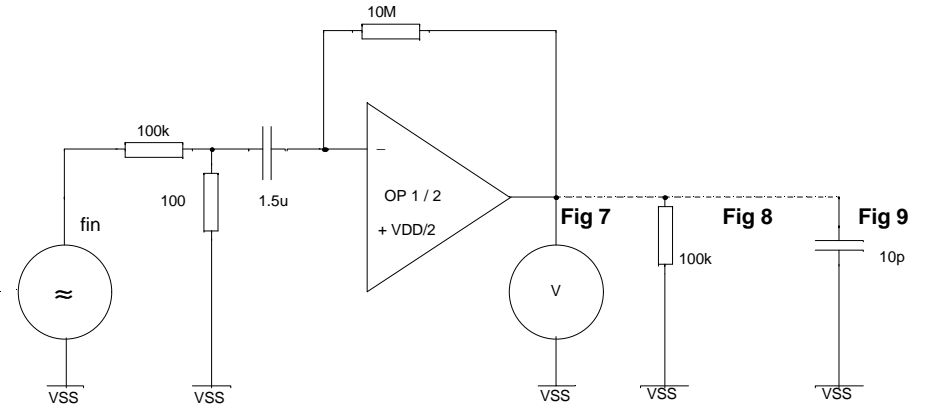 10M
100k
−
100
1.5u
OP 1 / 2
+ VDD/2
fin
≈
Fig 7
V
100k
Fig 8
Fig 9
10p
VSS
VSS
VSS
VSS
VSS